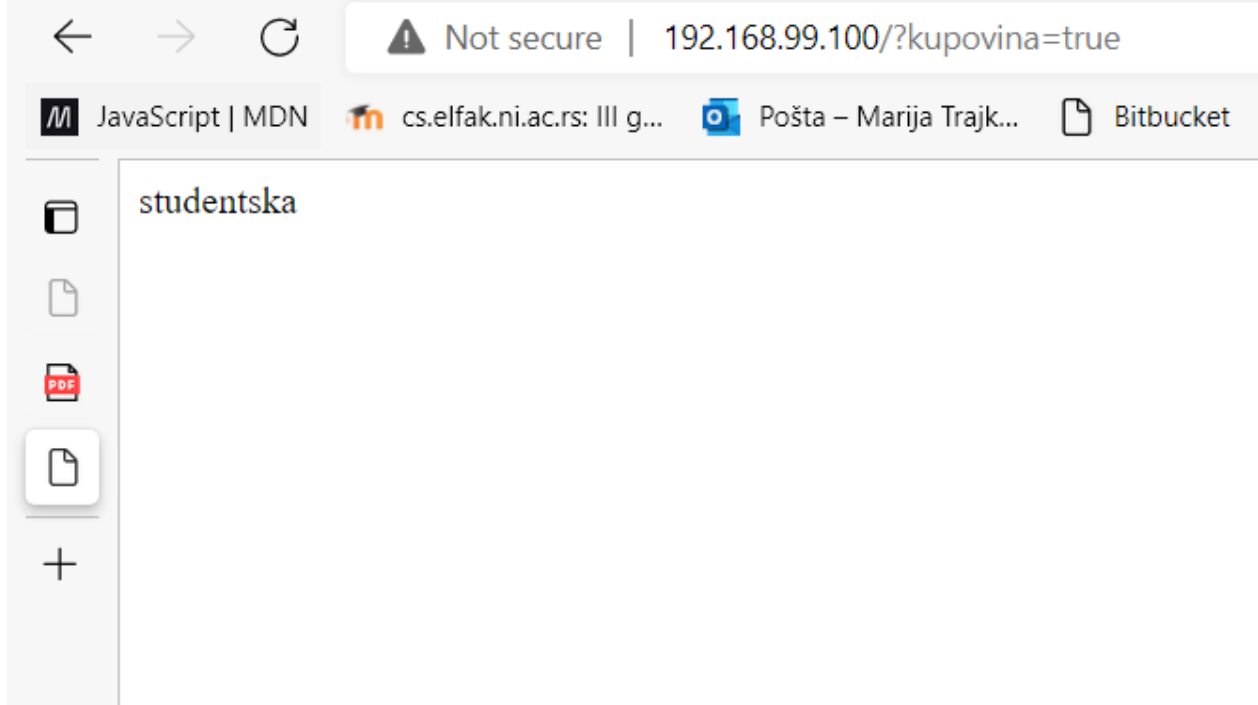 Not secure | 192.168.99.100/?kupovina=true
M JavaScript | MDN m cs.elfak.ni.ac.rs: III g... Pošta – Marija Trajk... Bitbucket
studentska
PDF